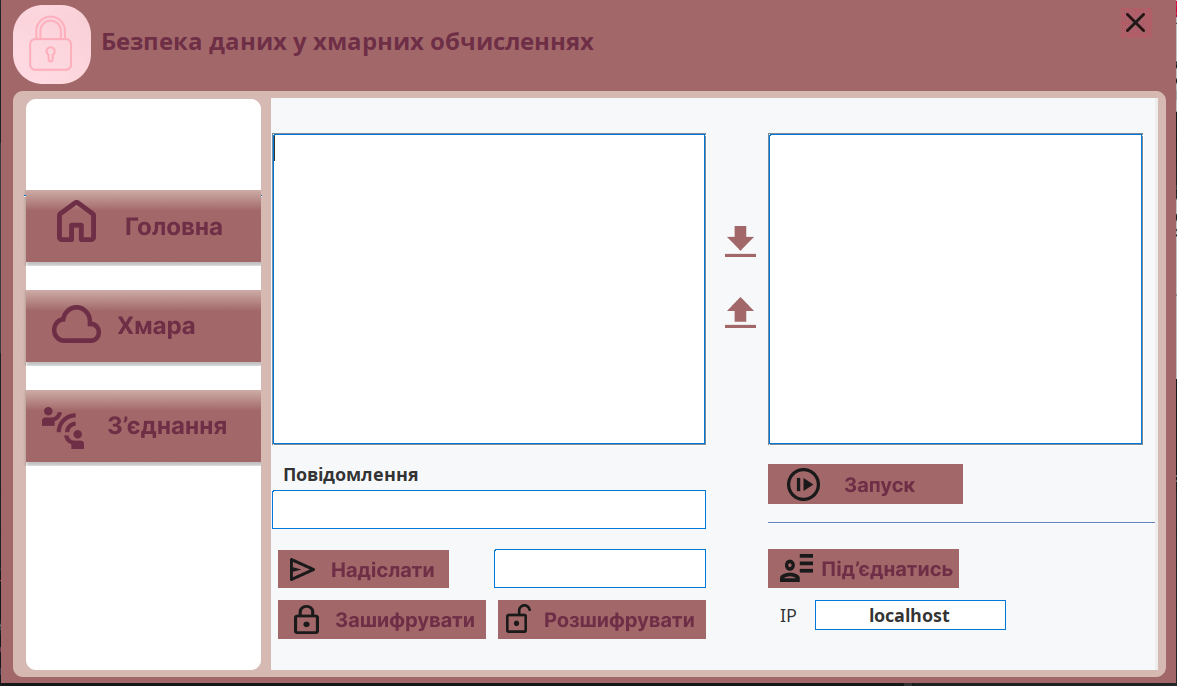 Безпека даних у хмарних обчисленнях
Головна
Хмара
З’єднання
Повідомлення
Надіслати
Зашифрувати
Розшифрувати
Запуск
Під’єднатись
IP
localhost